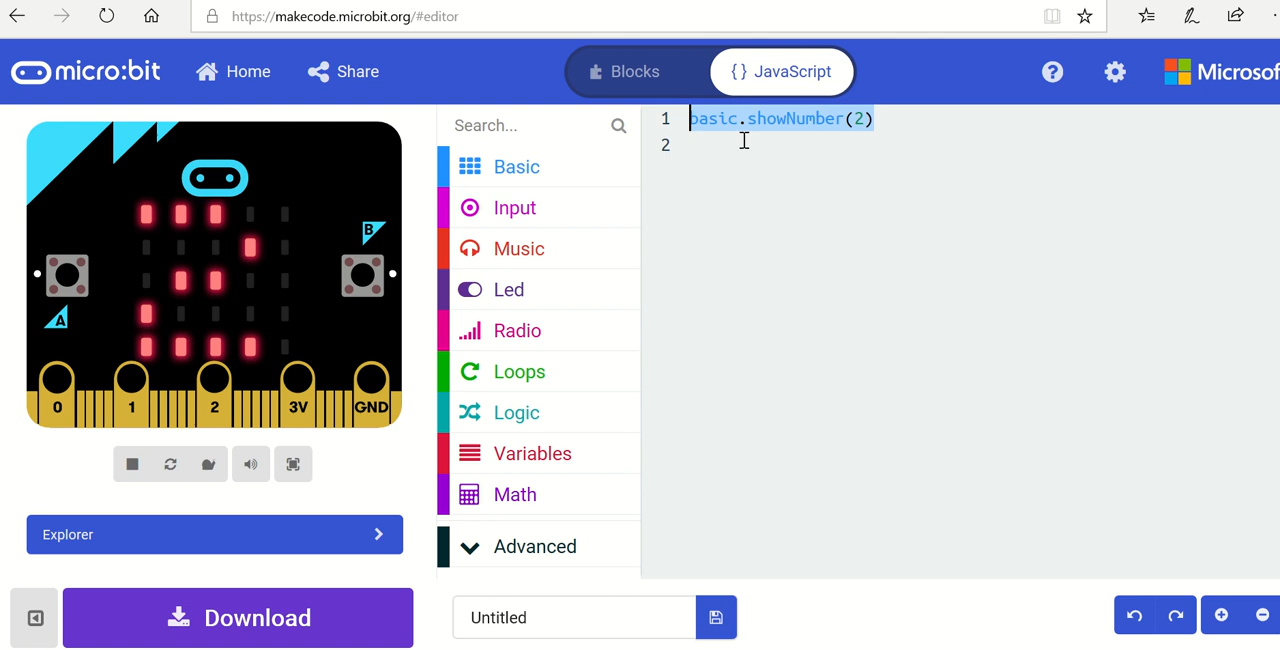 https://makecode.microbit.org/#editor
micro:bit Home Share Blocks {} JavaScript ? Microsof
Search...
1 basic.showNumber(2)
2
Basic
Input
Music
Led
Radio
Loops
Logic
Variables
Math
Advanced
B
A
0 1 2 3V GND
Explorer
Download
Untitled